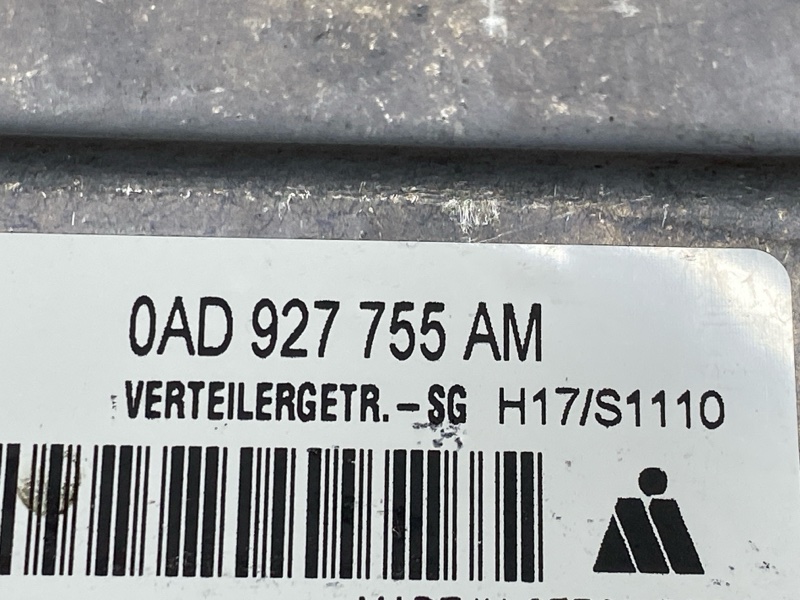 0AD 927 755 AM
VERTEILERGETR.-SG H17/S1110